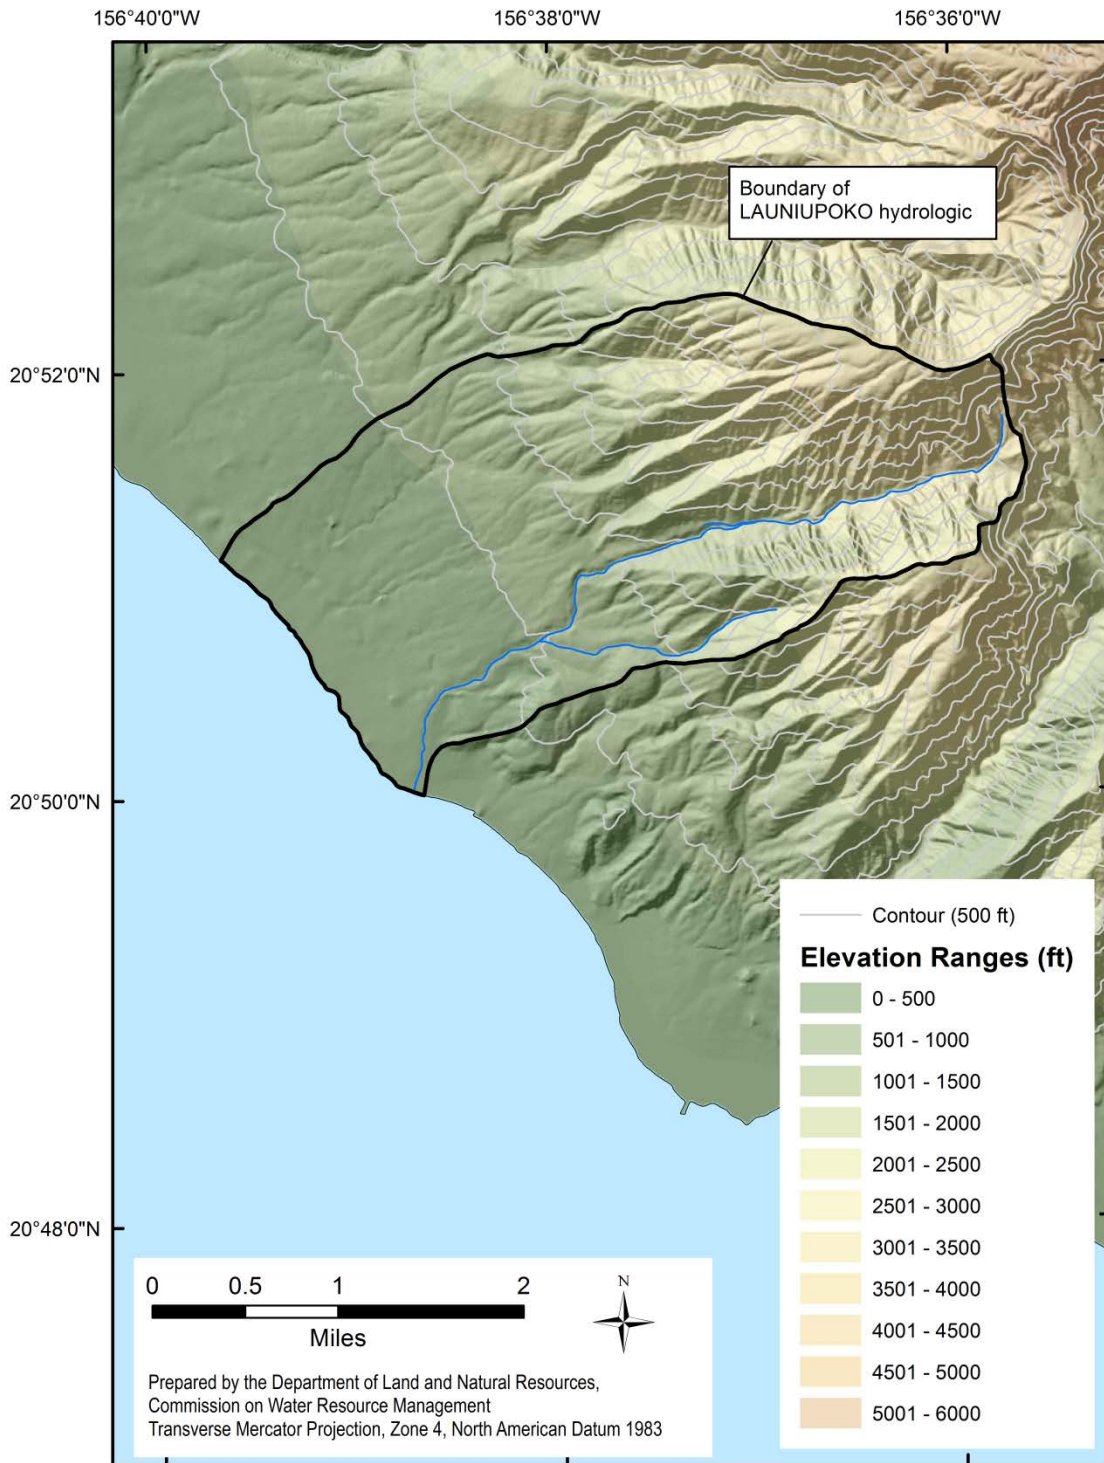 156°40'0"W
156°38'0"W
156°36'0"W
Boundary of
LAUNIUPOKO hydrologic
20°52'0"N
20°50'0"N
20°48'0"N
Contour (500 ft)
Elevation Ranges (ft)
0 - 500
501 - 1000
1001 - 1500
1501 - 2000
2001 - 2500
2501 - 3000
3001 - 3500
3501 - 4000
4001 - 4500
4501 - 5000
5001 - 6000
0 0.5 1 2
Miles
N
Prepared by the Department of Land and Natural Resources,
Commission on Water Resource Management
Transverse Mercator Projection, Zone 4, North American Datum 1983